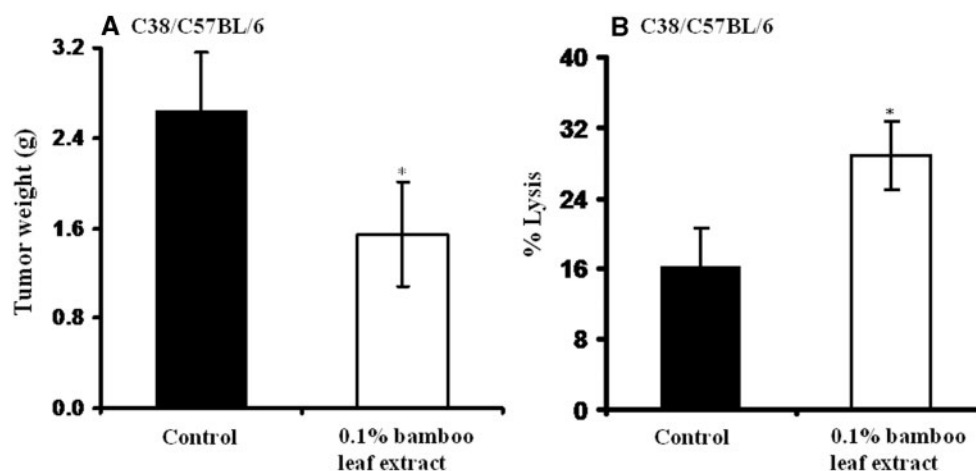 A C38/C57BL/6
3.2
2.4
1.6
0.8
0.0
Tumor weight (g)
*
Control
0.1% bamboo
leaf extract
B C38/C57BL/6
40
32
24
16
8
0
% Lysis
*
Control
0.1% bamboo
leaf extract